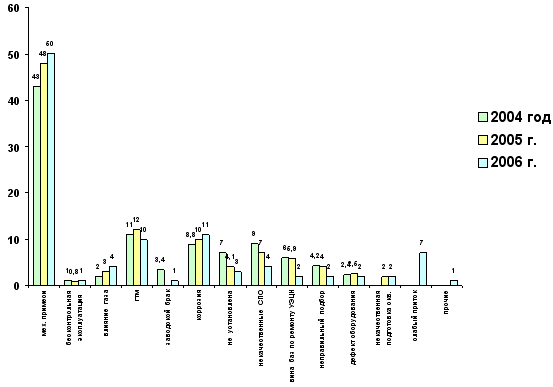 60
50
40
30
20
10
0
43
48
50
1
0,8
1
2
3
4
11
12
10
3,4
1
8,8
10
11
7
4,1
3
9
7
4
6
5,9
2
4,2
4
2
2,4
2,5
2
2
2
7
1
2004 год
2005 г.
2006 г.
мех. примеси
бесконтрольная
эксплуатация
влияние газа
ГТМ
заводской брак
коррозия
не установлена
некачественные СПО
вина баз по ремонту УЭЦН
неправильный подбор
дефект оборудования
некачественная
подготовка скв.
слабый приток
прочие